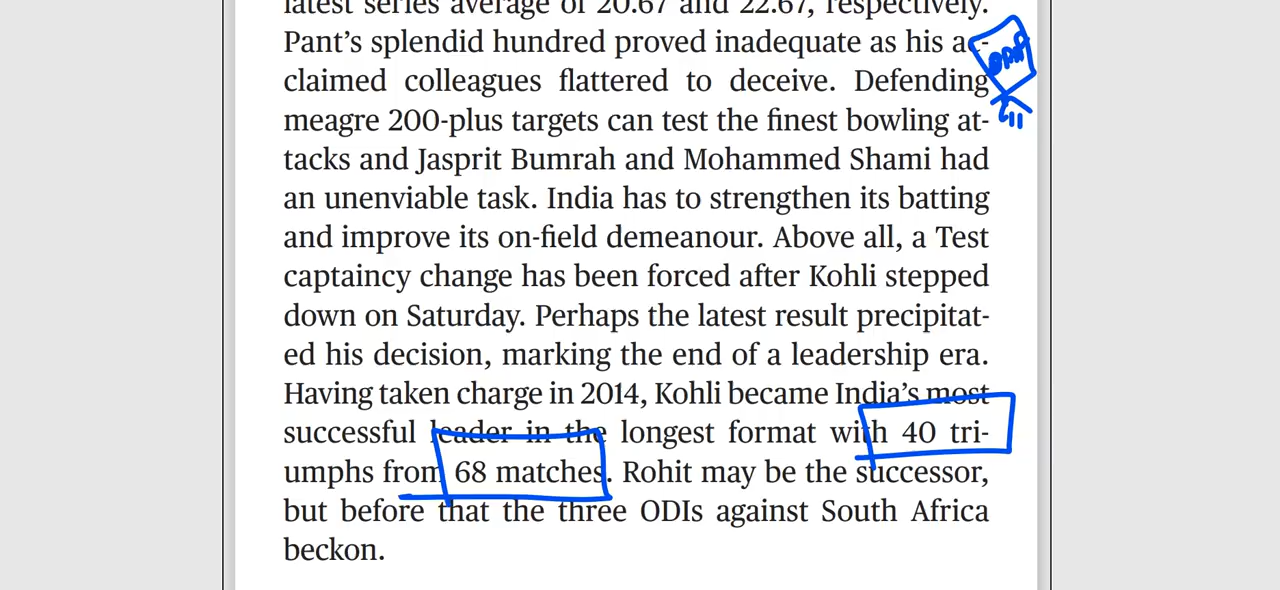 latest series average of 20.67 and 22.67, respectively.
Pant’s splendid hundred proved inadequate as his ac-
claimed colleagues flattered to deceive. Defending
meagre 200-plus targets can test the finest bowling at-
tacks and Jasprit Bumrah and Mohammed Shami had
an unenviable task. India has to strengthen its batting
and improve its on-field demeanour. Above all, a Test
captaincy change has been forced after Kohli stepped
down on Saturday. Perhaps the latest result precipitat-
ed his decision, marking the end of a leadership era.
Having taken charge in 2014, Kohli became India’s most
successful leader in the longest format with 40 tri-
umphs from 68 matches. Rohit may be the successor,
but before that the three ODIs against South Africa
beckon.